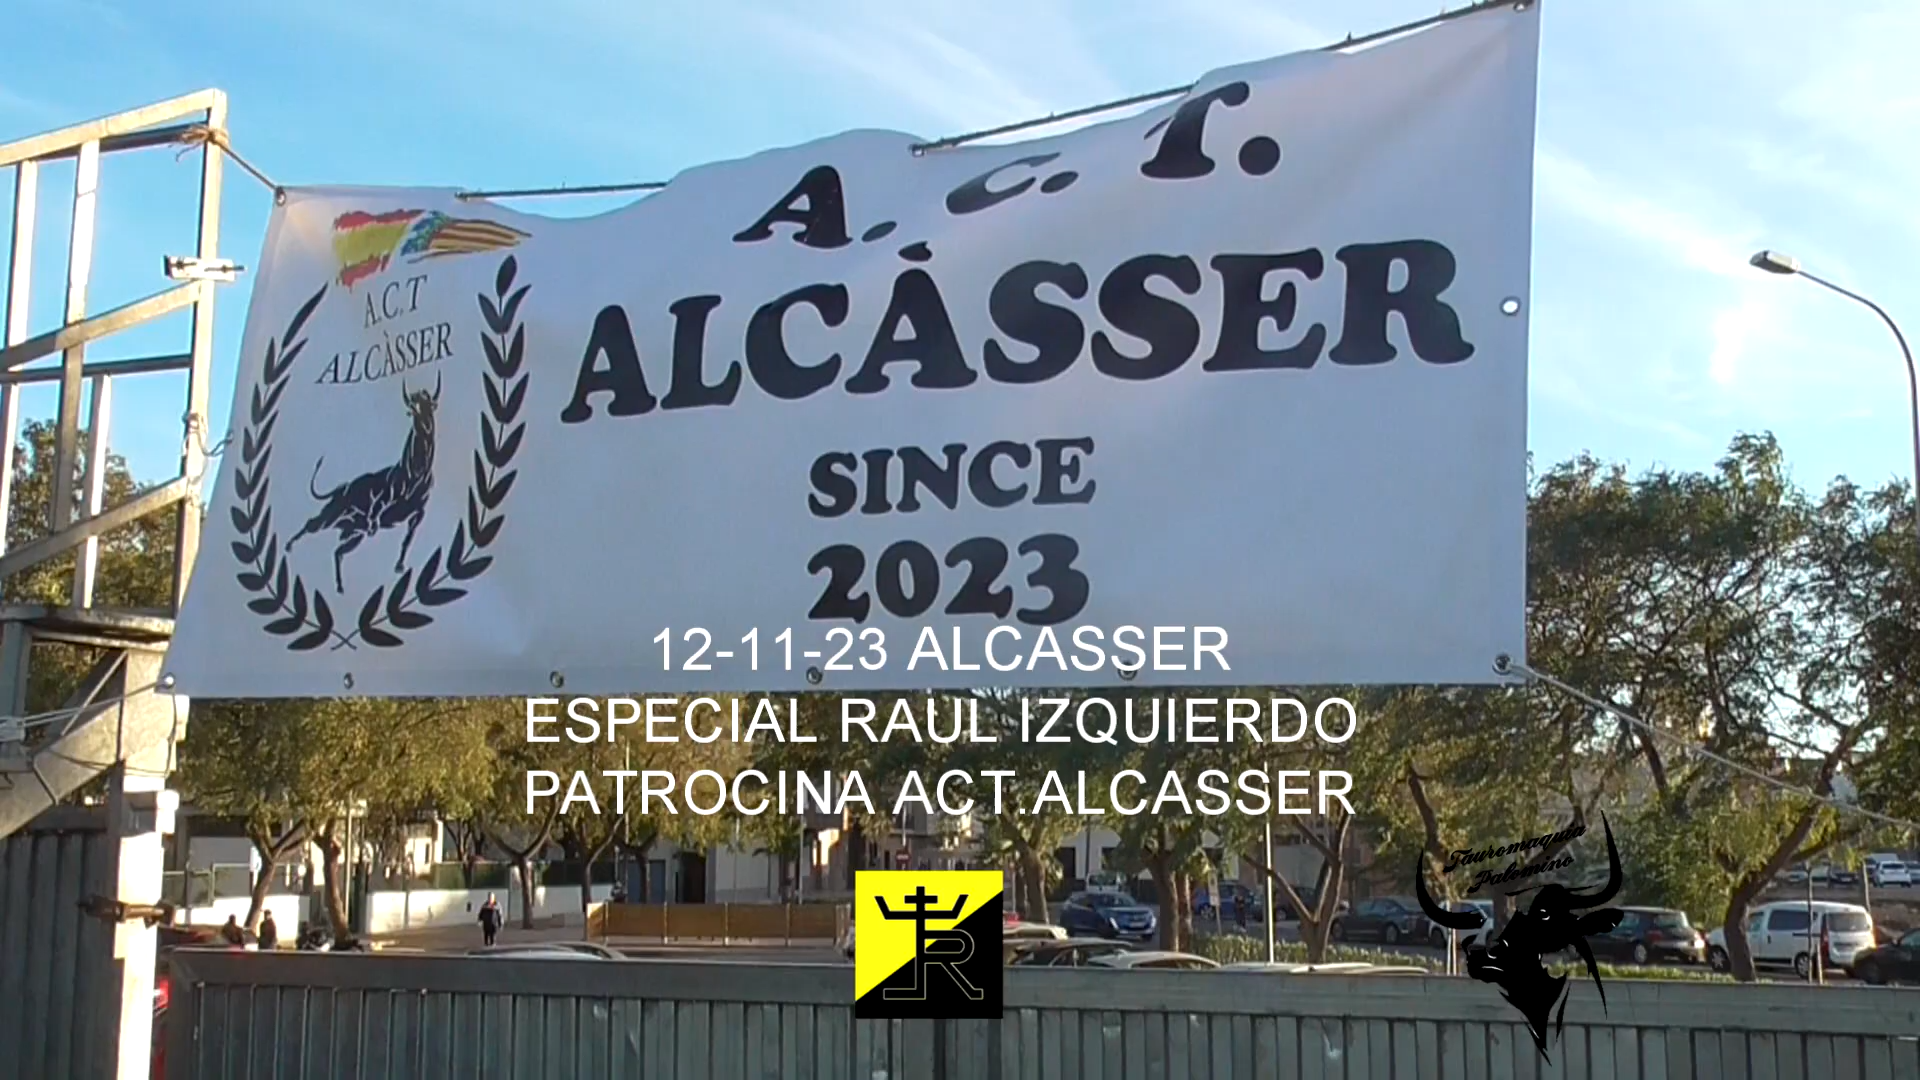 A. C. T.
ALCÀSSER
SINCE
2023
A.C.T
ALCÀSSER
12-11-23 ALCASSER
ESPECIAL RAUL IZQUIERDO
PATROCINA ACT.ALCASSER
Tauromaquia
Palomino
R